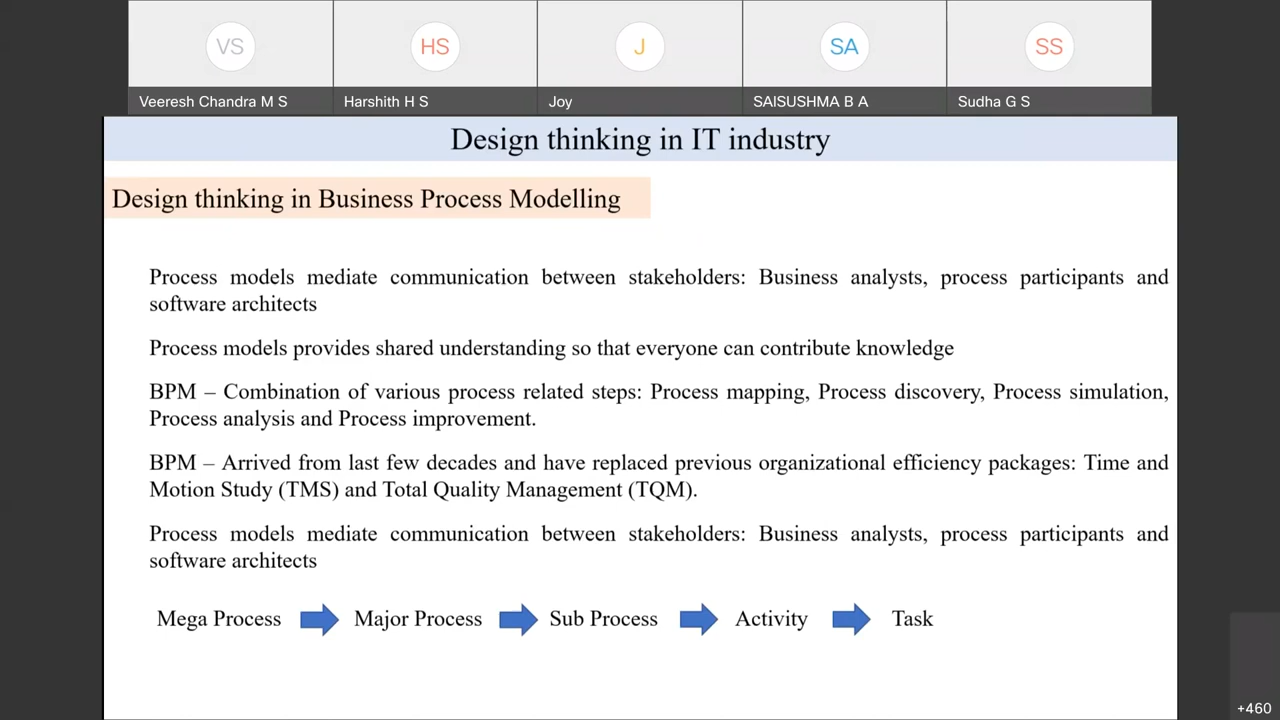 VS
HS
J
SA
SS
Veeresh Chandra M S
Harshith H S
Joy
SAISUSHMA B A
Sudha G S
Design thinking in IT industry
Design thinking in Business Process Modelling
Process models mediate communication between stakeholders: Business analysts, process participants and
software architects
Process models provides shared understanding so that everyone can contribute knowledge
BPM – Combination of various process related steps: Process mapping, Process discovery, Process simulation,
Process analysis and Process improvement.
BPM – Arrived from last few decades and have replaced previous organizational efficiency packages: Time and
Motion Study (TMS) and Total Quality Management (TQM).
Process models mediate communication between stakeholders: Business analysts, process participants and
software architects
Mega Process Major Process Sub Process Activity Task
+460